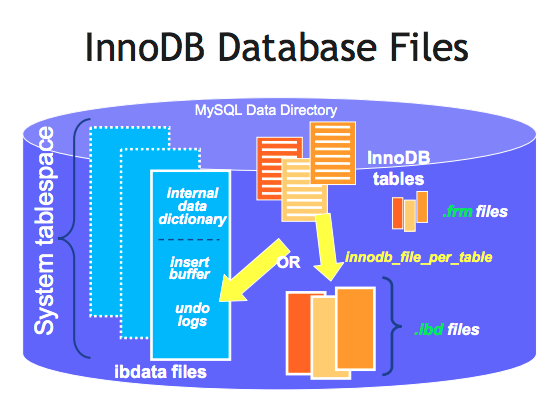 InnoDB Database Files
MySQL Data Directory
System tablespace
internal
data
dictionary
insert
buffer
undo
logs
ibdata files
InnoDB
tables
.frm files
OR
innodb_file_per_table
.ibd files